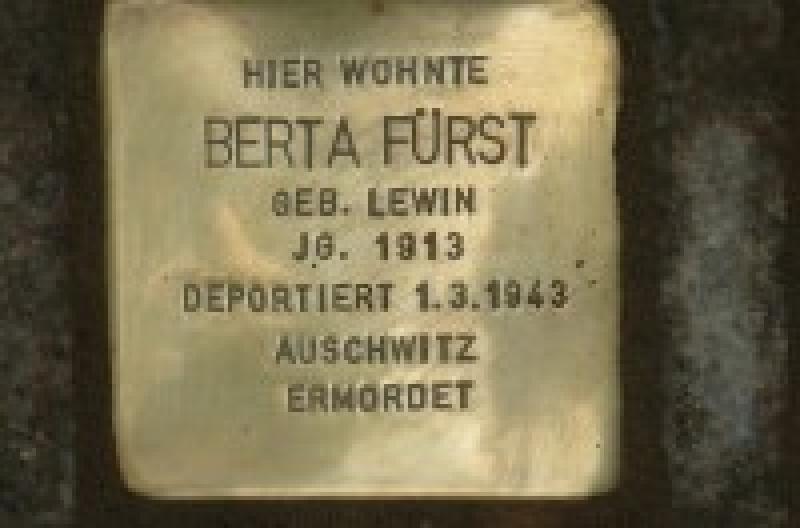 HIER WOHNTE
BERTA FÜRST
GEB. LEWIN
JG. 1913
DEPORTIERT 1.3.1943
AUSCHWITZ
ERMORDET